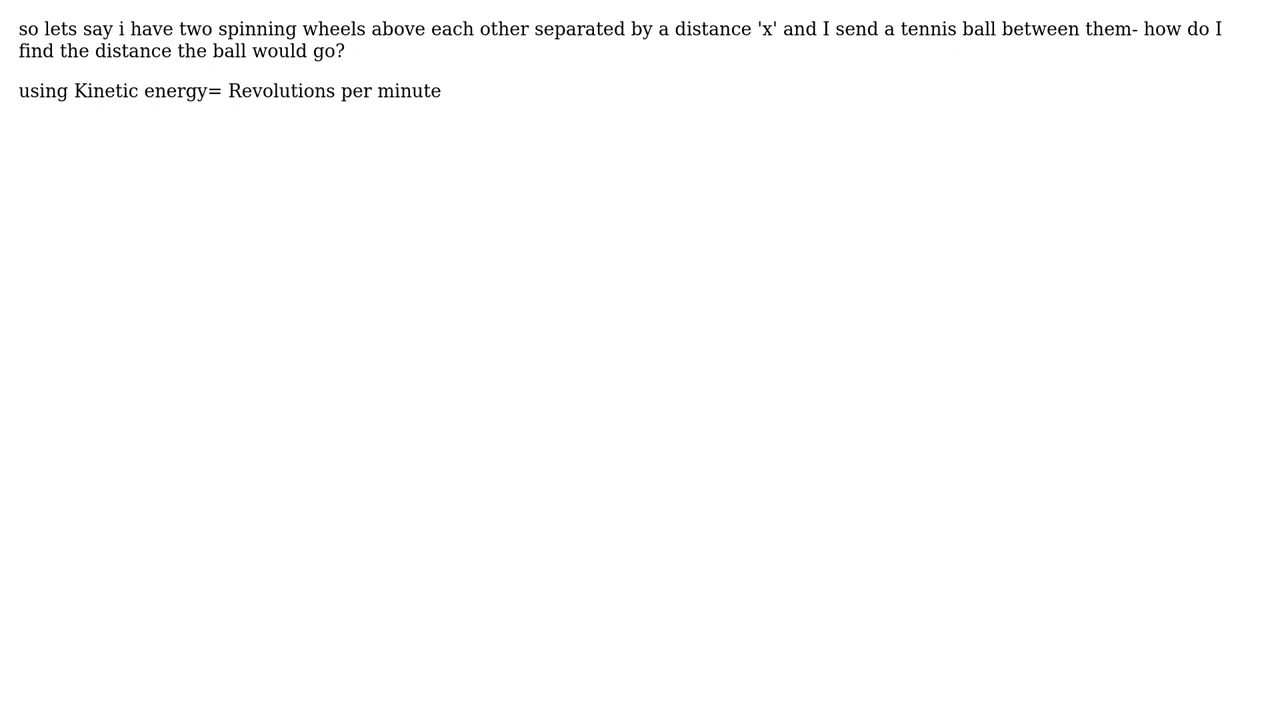 so lets say i have two spinning wheels above each other separated by a distance 'x' and I send a tennis ball between them- how do I
find the distance the ball would go?
using Kinetic energy= Revolutions per minute